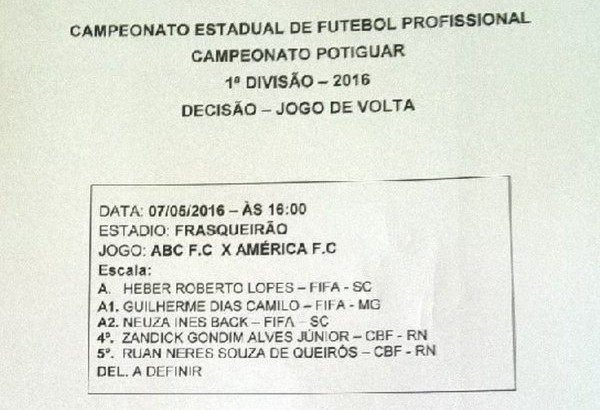 CAMPEONATO ESTADUAL DE FUTEBOL PROFISSIONAL
CAMPEONATO POTIGUAR
1ª DIVISÃO – 2016
DECISÃO – JOGO DE VOLTA
DATA: 07/05/2016 – ÀS 16:00
ESTADIO: FRASQUEIRÃO
JOGO: ABC F.C X AMÉRICA F.C
Escala:
A. HEBER ROBERTO LOPES – FIFA - SC
A1. GUILHERME DIAS CAMILO – FIFA - MG
A2. NEUZA INES BACK – FIFA – SC
4º. ZANDICK GONDIM ALVES JÚNIOR – CBF - RN
5º. RUAN NERES SOUZA DE QUEIRÓS – CBF - RN
DEL. A DEFINIR